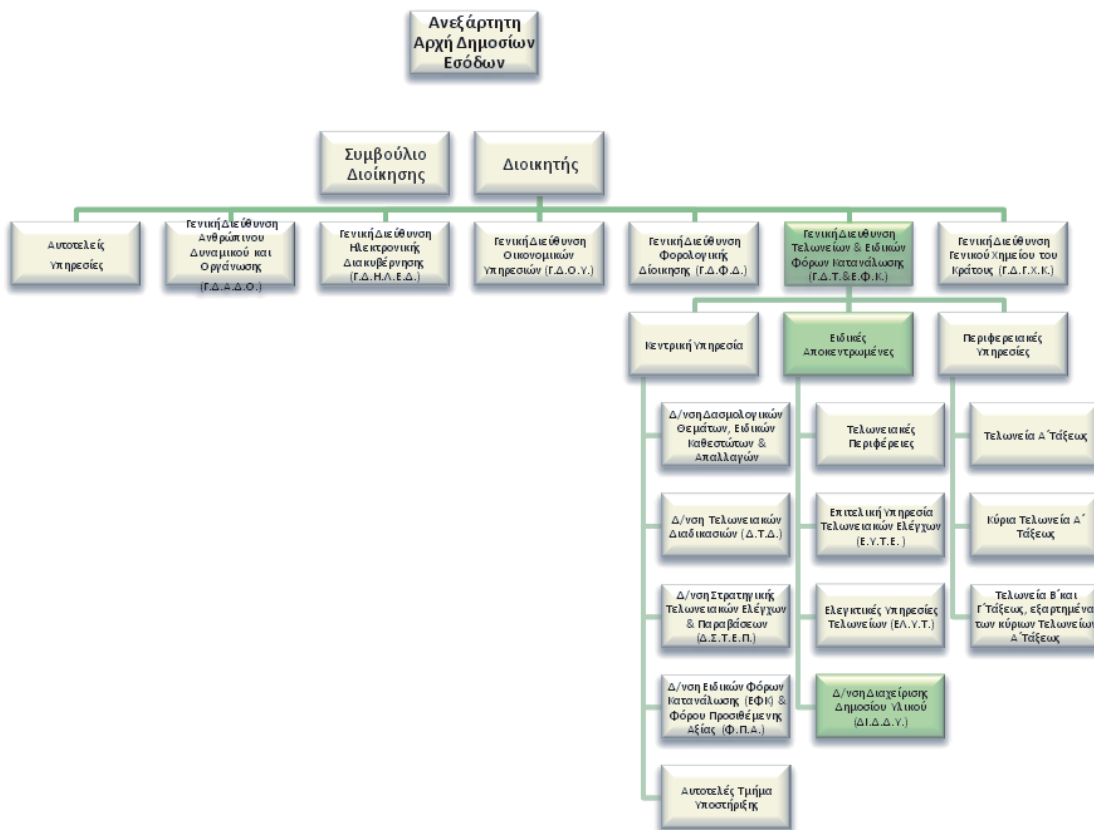 Ανεξάρτητη
Αρχή Δημοσίων
Εσόδων
Συμβούλιο
Διοίκησης
Διοικητής
Αυτοτελείς
Υπηρεσίες
Γενική Διεύθυνση
Ανθρώπινου
Δυναμικού και
Οργάνωσης
(Γ.Δ.Α.Δ.Ο.)
Γενική Διεύθυνση
Ηλεκτρονικής
Διακυβέρνησης
(Γ.Δ.Η.Λ.Ε.Δ.)
Γενική Διεύθυνση
Οικονομικών
Υπηρεσιών (Γ.Δ.Ο.Υ.)
Γενική Διεύθυνση
Φορολογικής
Διοίκησης (Γ.Δ.Φ.Δ.)
Γενική Διευθυνση
Τελωνείων & Ειδικών
Φόρων Κατανάλωσης
(Γ.Δ.Τ.&Ε.Φ.Κ.)
Γενική Διεύθυνση
Γενικού Χημείου του
Κράτους (Γ.Δ.Γ.Χ.Κ.)
Κεντρική Υπηρεσία
Ειδικές
Αποκεντρωμένες
Περιφερειακές
Υπηρεσίες
Δ/νση Δασμολογικών
Θεμάτων, Ειδικών
Καθεστώτων &
Απαλλαγών
Δ/νση Τελωνειακών
Διαδικασιών (Δ.Τ.Δ.)
Δ/νση Στρατηγικής
Τελωνειακών Ελέγχων
& Παραβάσεων
(Δ.Σ.Τ.Ε.Π.)
Δ/νση Ειδικών Φόρων
Κατανάλωσης (ΕΦΚ) &
Φόρου Προσιθέμενης
Αξίας (Φ.Π.Α.)
Αυτοτελές Τμήμα
Υποστήριξης
Τελωνειακές
Περιφέρειες
Επιτελική Υπηρεσία
Τελωνειακών Ελέγχων
(Ε.Υ.Τ.Ε.)
Ελεγκτικές Υπηρεσίες
Τελωνείων (ΕΛ.Υ.Τ.)
Δ/νση Διαχείρισης
Δημοσίου Υλικού
(ΔΙ.Δ.Δ.Υ.)
Τελωνεία Α΄Τάξεως
Κύρια Τελωνεία Α΄
Τάξεως
Τελωνεία Β΄και
Γ΄Τάξεως, εξαρτημένα
των κύριων Τελωνείων
Α΄Τάξεως